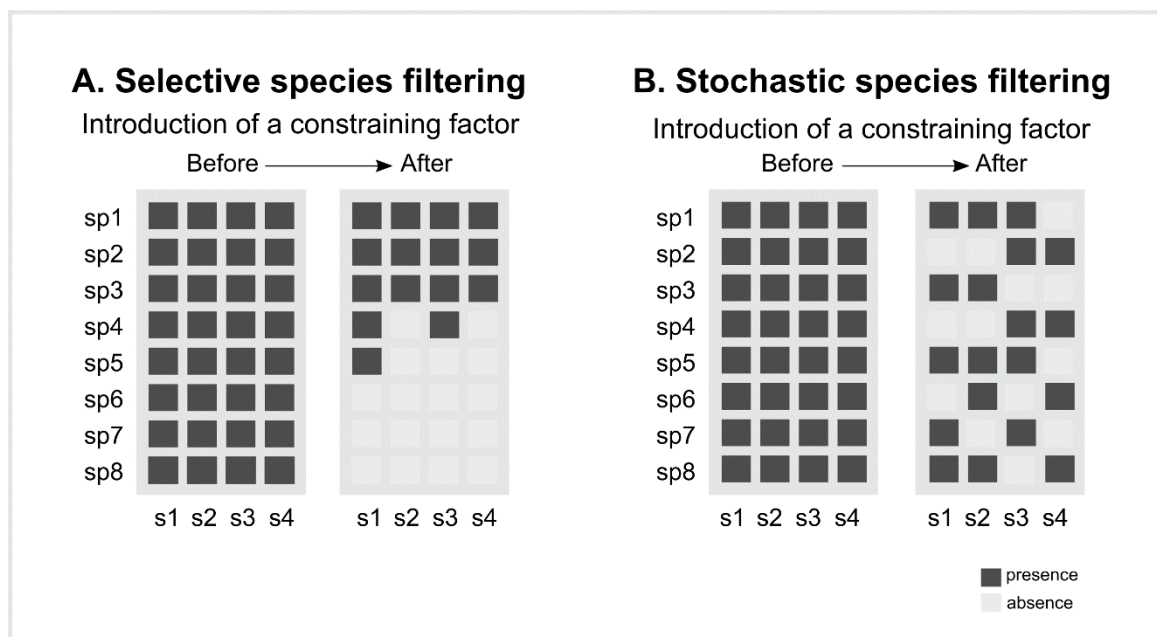 A. Selective species filtering
Introduction of a constraining factor
Before After
sp1
sp2
sp3
sp4
sp5
sp6
sp7
sp8
s1 s2 s3 s4 s1 s2 s3 s4
B. Stochastic species filtering
Introduction of a constraining factor
Before After
sp1
sp2
sp3
sp4
sp5
sp6
sp7
sp8
s1 s2 s3 s4 s1 s2 s3 s4
presence
absence